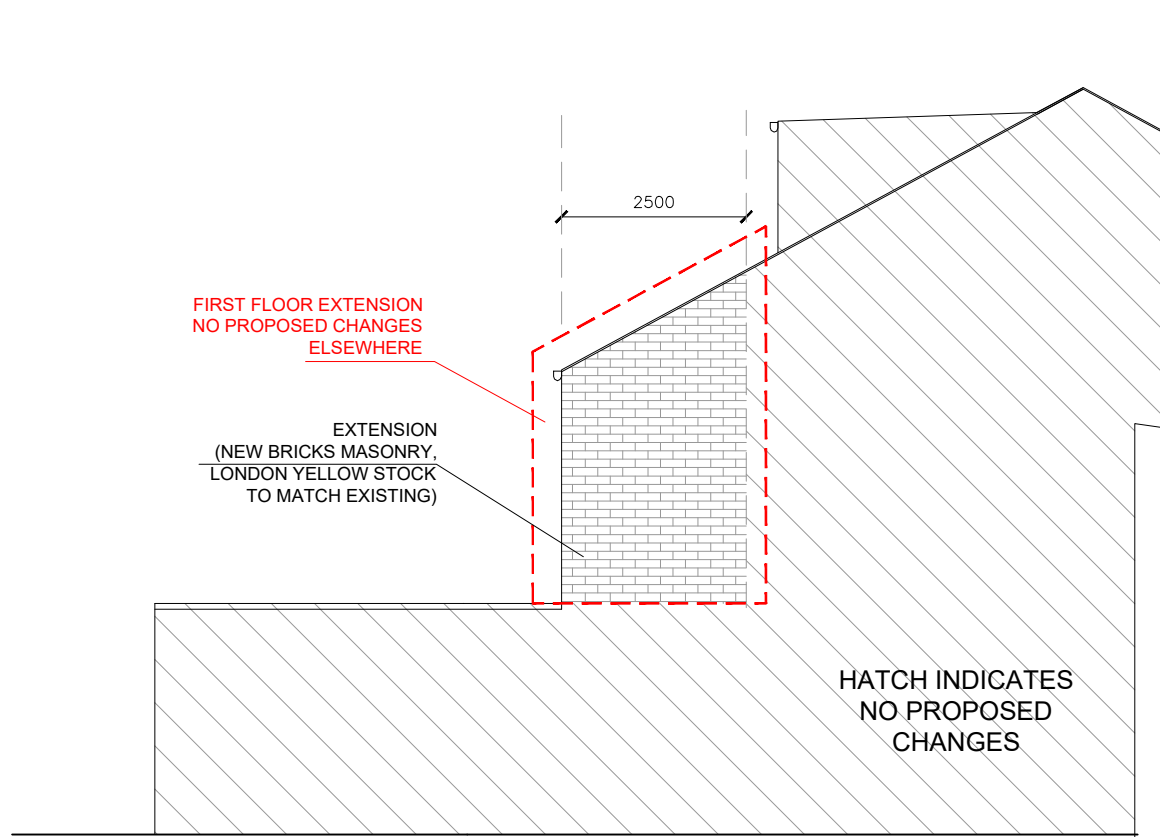 2500
FIRST FLOOR EXTENSION
NO PROPOSED CHANGES
ELSEWHERE
EXTENSION
(NEW BRICKS MASONRY,
LONDON YELLOW STOCK
TO MATCH EXISTING)
HATCH INDICATES
NO PROPOSED
CHANGES